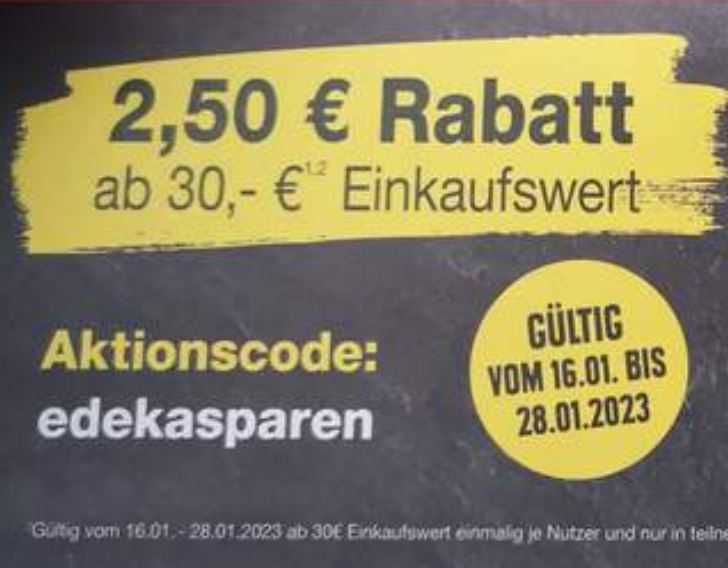 2,50 € Rabatt
ab 30,- €¹,² Einkaufswert
Aktionscode:
edekasparen
GÜLTIG
VOM 16.01. BIS
28.01.2023
¹Gültig vom 16.01. - 28.01.2023 ab 30€ Einkaufswert einmalig je Nutzer und nur in